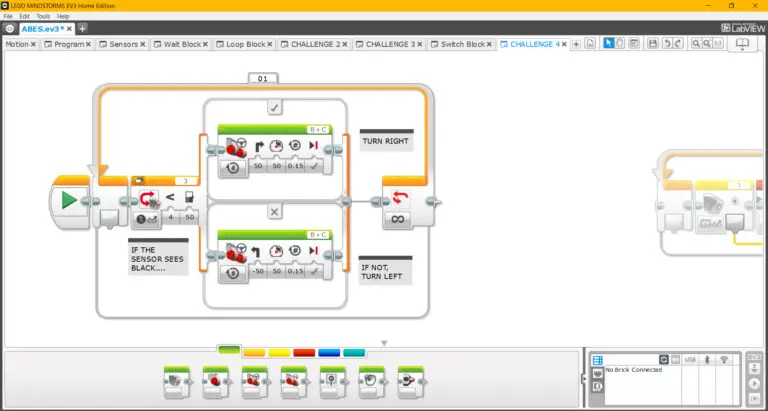 LEGO MINDSTORMS EV3 Home Edition
File Edit Tools Help
ABES.ev3*
LabVIEW
Motion Program Sensors Wait Block Loop Block CHALLENGE 2 CHALLENGE 3 Switch Block CHALLENGE 4
01
B + C
TURN RIGHT
50 50 0.15
3
<
4 50
3
IF THE
SENSOR SEES
BLACK....
B + C
-50 50 0.15
IF NOT,
TURN LEFT
USB
EV3
No Brick Connected